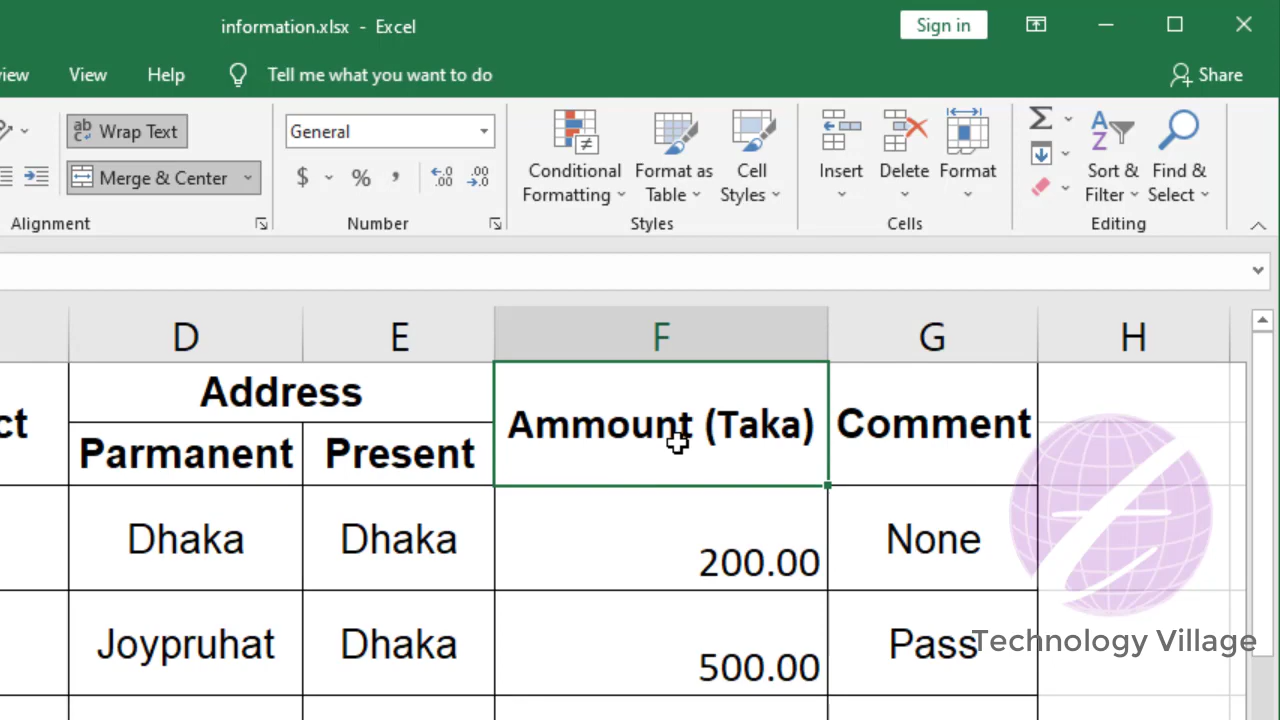 information.xlsx - Excel
Sign in
view View Help Tell me what you want to do Share
ab c Wrap Text
General
Merge & Center
$ % , ←.0 .00 .00 →.0
Conditional Formatting
Format as Table
Cell Styles
Insert
Delete
Format
Σ
A Z
Sort & Filter
Find & Select
Alignment Number Styles Cells Editing
D E F G H
ct Address Ammount (Taka) Comment
Parmanent Present
Dhaka Dhaka 200.00 None
Joypruhat Dhaka 500.00 Pass
Technology Village